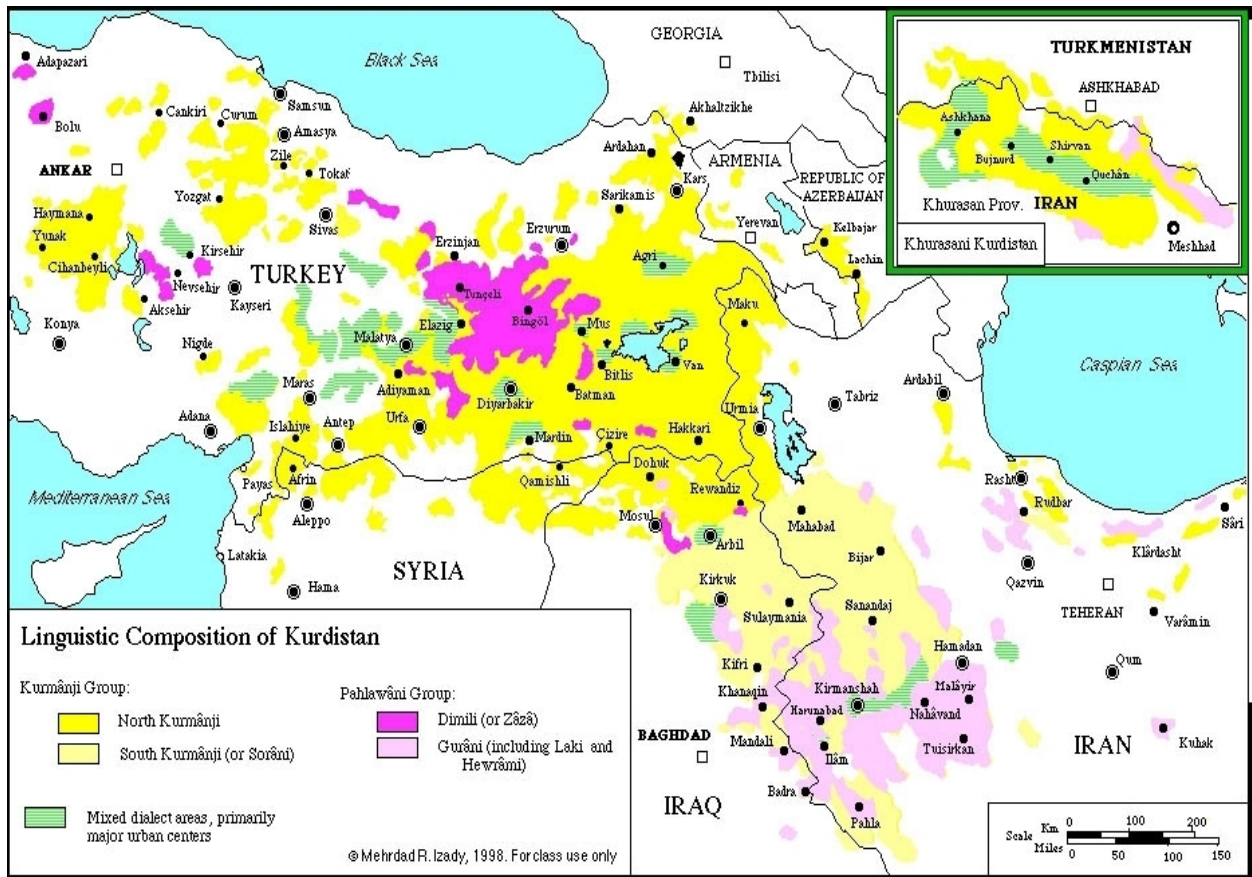 GEORGIA
Black Sea
Tbilisi
Adapazari
Bolu
Cankiri
Curum
Samsun
Amasya
Zile
Tokat
Akhaltzikhe
Ardahan
Kars
ARMENIA
REPUBLIC OF
AZERBAIJAN
Yerevan
Kelbajar
Lachin
ANKAR
Yozgat
Sivas
Haymana
Yunak
Cihanbeyli
Kirsehir
Nevsehir
Aksehir
Kayseri
TURKEY
Konya
Nigde
Sarikamis
Erzinjan
Erzurum
Agri
Tunçeli
Bingöl
Elazig
Mus
Malatya
Bitlis
Van
Maku
Adiyaman
Diyarbakir
Batman
Maras
Adana
Islahiye
Antep
Urfa
Mardin
Çizire
Hakkari
Urmia
Tabriz
Ardabil
Caspian Sea
Mediterranean Sea
Payas
Afrin
Aleppo
Latakia
Hama
SYRIA
Qamishli
Dohuk
Rewandiz
Mosul
Arbil
Mahabad
Bijar
Rasht
Rudbar
Qazvin
Klârdasht
Sâri
TEHERAN
Varâmin
Qum
Kirkuk
Sulaymania
Sanandaj
Hamadan
Kifri
Khanaqin
Kirmanshah
Harunabad
Malâyir
Nahâvand
Tuisirkan
IRAN
Kuhak
BAGHDAD
Mandali
Ilâm
Badra
Pahla
IRAQ
TURKMENISTAN
ASHKHABAD
Ashkhana
Bujnurd
Shirvan
Quchân
Khurasan Prov.
IRAN
Khurasani Kurdistan
Meshhad
Linguistic Composition of Kurdistan
Kurmânji Group:
North Kurmânji
South Kurmânji (or Sorâni)
Pahlawâni Group:
Dimili (or Zâzâ)
Gurâni (including Laki and
Hewrâmi)
Mixed dialect areas, primarily
major urban centers
© Mehrdad R. Izady, 1998. For class use only
Scale
Km
0 100 200
Miles
0 50 100 150